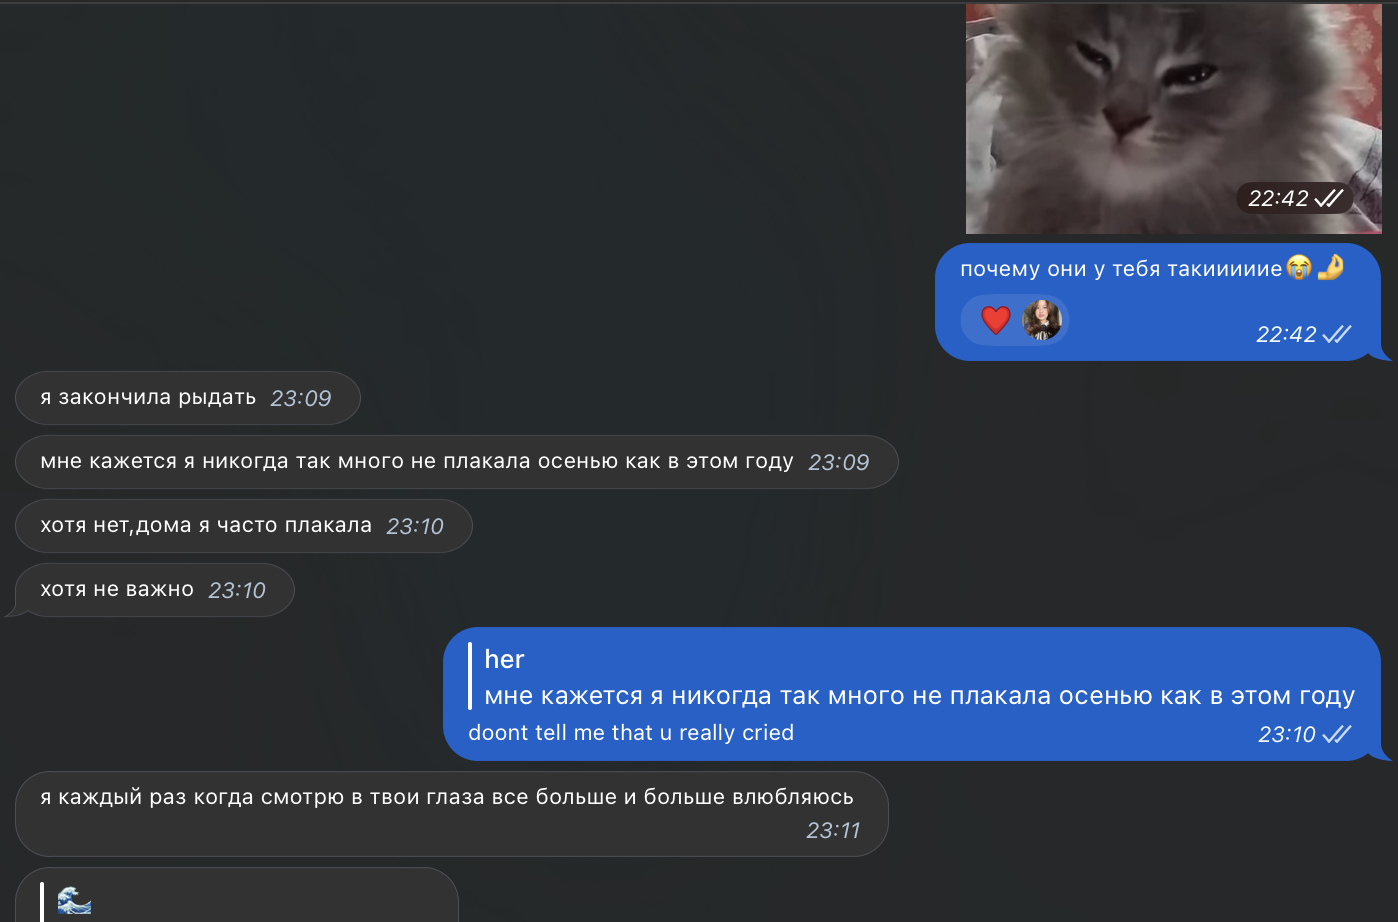 22:42
почему они у тебя такииииие😭🤌
❤️
22:42
я закончила рыдать 23:09
мне кажется я никогда так много не плакала осенью как в этом году 23:09
хотя нет,дома я часто плакала 23:10
хотя не важно 23:10
her
мне кажется я никогда так много не плакала осенью как в этом году
doont tell me that u really cried 23:10
я каждый раз когда смотрю в твои глаза все больше и больше влюбляюсь
23:11
🌊